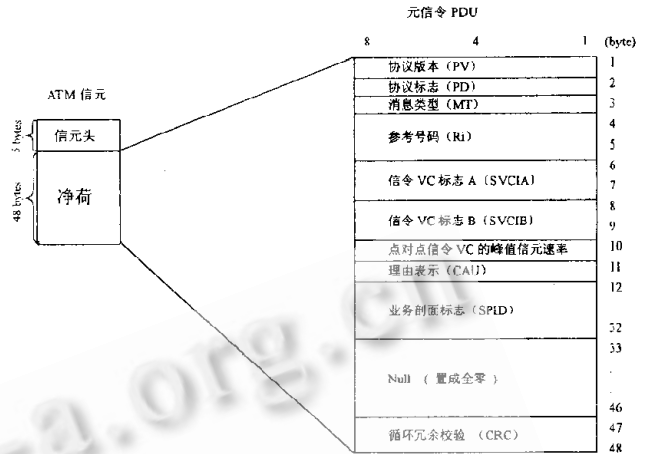 元信令 PDU
8 4 1 (byte)
ATM 信元
5 bytes
信元头
48 bytes
净荷
协议版本（PV） 1
协议标志（PD） 2
消息类型（MT） 3
4
参考号码（Ri）
5
6
信令 VC 标志 A（SVCIA） 7
8
信令 VC 标志 B（SVCIB） 9
点对点信令 VC 的峰值信元速率 10
理由表示（CAU） 11
12
业务剖面标志（SPID）
32
33
Null （ 置成全零 ）
46
循环冗余校验 （CRC） 47
48
a.org.cn